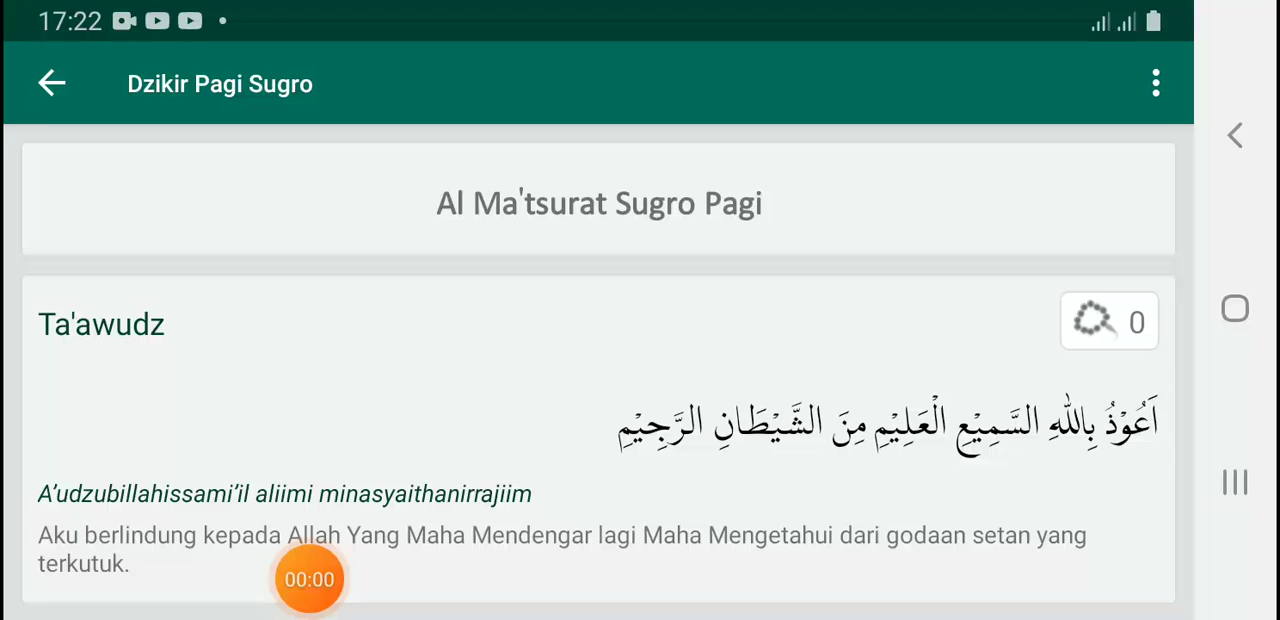 17:22
Dzikir Pagi Sugro
Al Ma'tsurat Sugro Pagi
Ta'awudz
0
اَعُوْذُ بِاللّٰهِ السَّمِيْعِ الْعَلِيْمِ مِنَ الشَّيْطَانِ الرَّجِيْمِ
A'udzubillahissami'il aliimi minasyaithanirrajiim
Aku berlindung kepada Allah Yang Maha Mendengar lagi Maha Mengetahui dari godaan setan yang
terkutuk.
00:00